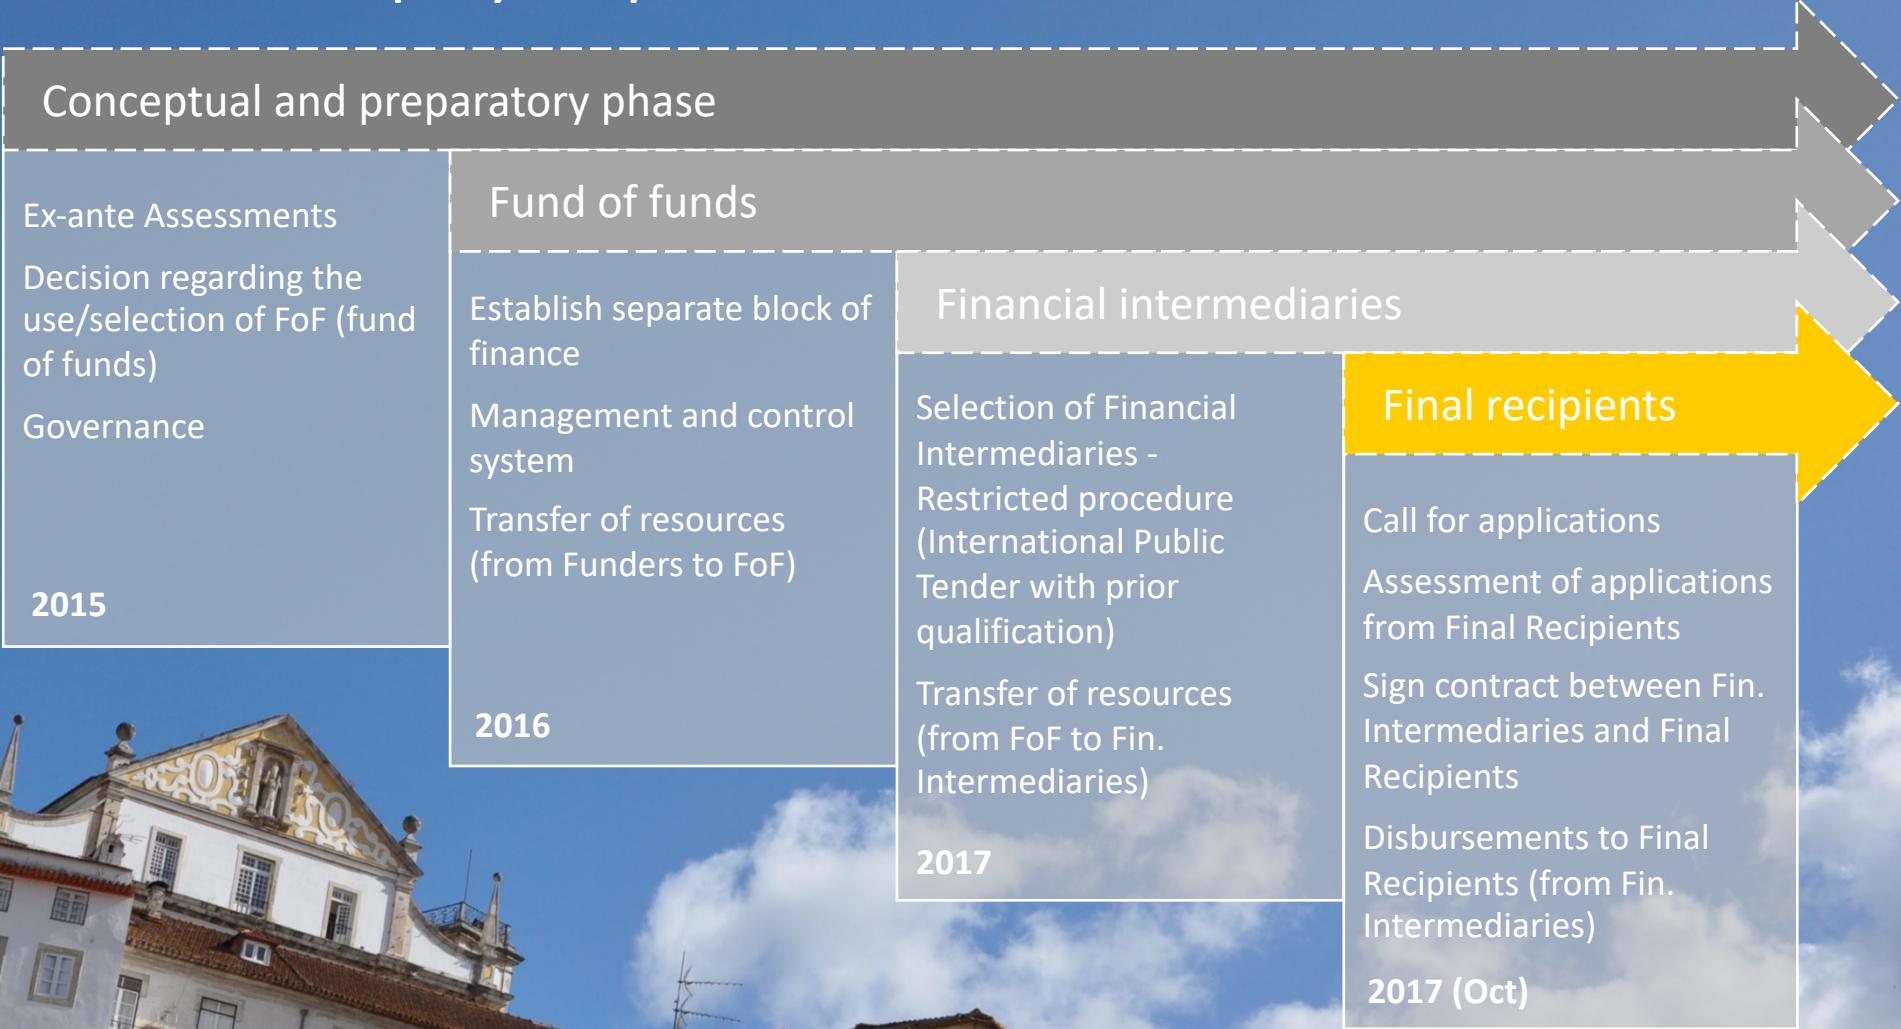 Conceptual and preparatory phase
Ex-ante Assessments
Decision regarding the
use/selection of FoF (fund
of funds)
Governance
2015
Fund of funds
Establish separate block of
finance
Management and control
system
Transfer of resources
(from Funders to FoF)
2016
Financial intermediaries
Selection of Financial
Intermediaries -
Restricted procedure
(International Public
Tender with prior
qualification)
Transfer of resources
(from FoF to Fin.
Intermediaries)
2017
Final recipients
Call for applications
Assessment of applications
from Final Recipients
Sign contract between Fin.
Intermediaries and Final
Recipients
Disbursements to Final
Recipients (from Fin.
Intermediaries)
2017 (Oct)